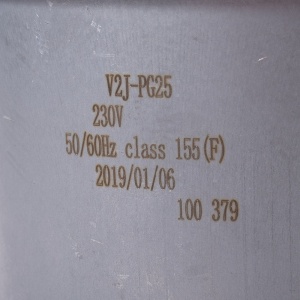 V2J-PG25
230V
50/60Hz class 155(F)
2019/01/06
100 379